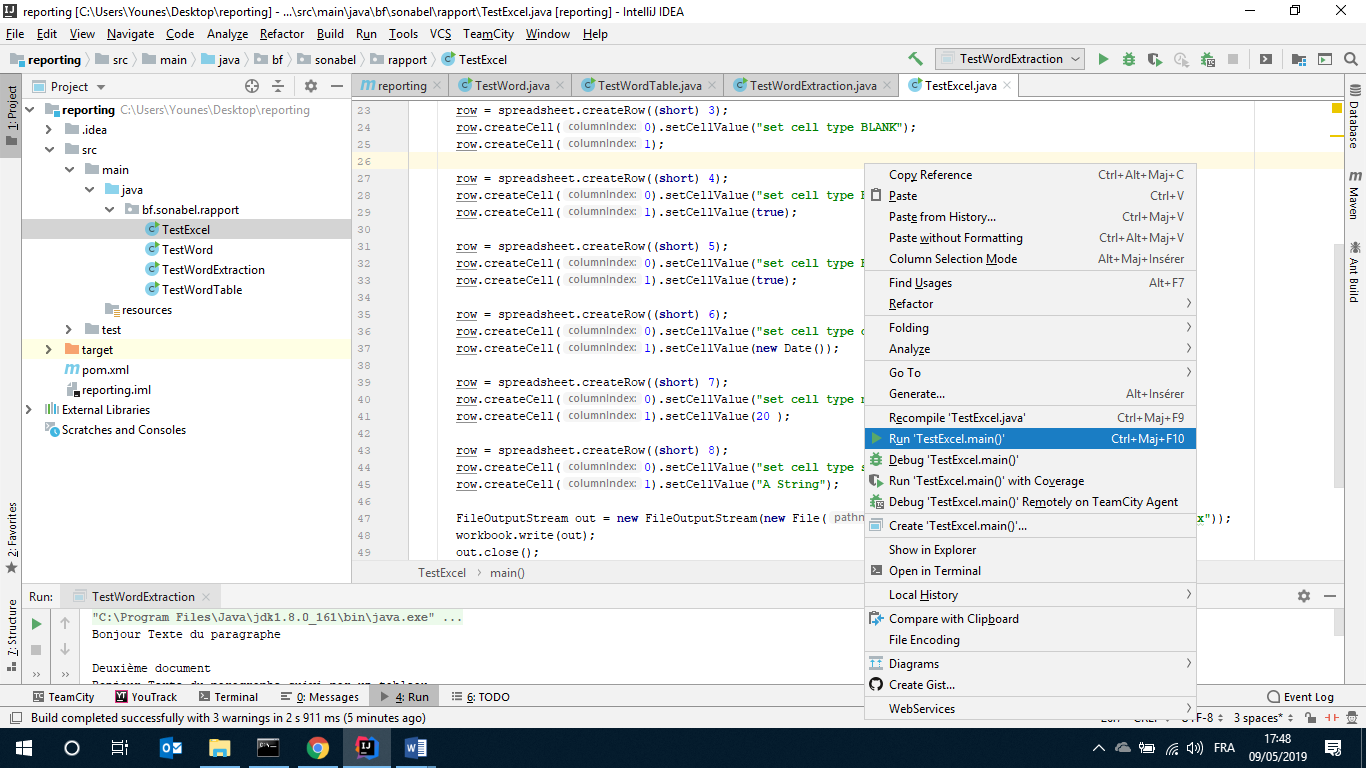 reporting [C:\Users\Younes\Desktop\reporting] - ...\src\main\java\bf\sonabel\rapport\TestExcel.java [reporting] - IntelliJ IDEA
File Edit View Navigate Code Analyze Refactor Build Run Tools VCS TeamCity Window Help
reporting src main java bf sonabel rapport TestExcel TestWordExtraction
1: Project
Project
reporting TestWord.java TestWordTable.java TestWordExtraction.java TestExcel.java
reporting C:\Users\Younes\Desktop\reporting
.idea
src
main
java
bf.sonabel.rapport
TestExcel
TestWord
TestWordExtraction
TestWordTable
resources
test
target
pom.xml
reporting.iml
External Libraries
Scratches and Consoles
2: Favorites
7: Structure
23 row = spreadsheet.createRow((short) 3);
24 row.createCell( columnIndex: 0).setCellValue("set cell type BLANK");
25 row.createCell( columnIndex: 1);
26
27 row = spreadsheet.createRow((short) 4);
28 row.createCell( columnIndex: 0).setCellValue("set cell type
29 row.createCell( columnIndex: 1).setCellValue(true);
30
31 row = spreadsheet.createRow((short) 5);
32 row.createCell( columnIndex: 0).setCellValue("set cell type
33 row.createCell( columnIndex: 1).setCellValue(true);
34
35 row = spreadsheet.createRow((short) 6);
36 row.createCell( columnIndex: 0).setCellValue("set cell type
37 row.createCell( columnIndex: 1).setCellValue(new Date());
38
39 row = spreadsheet.createRow((short) 7);
40 row.createCell( columnIndex: 0).setCellValue("set cell type
41 row.createCell( columnIndex: 1).setCellValue(20 );
42
43 row = spreadsheet.createRow((short) 8);
44 row.createCell( columnIndex: 0).setCellValue("set cell type s
45 row.createCell( columnIndex: 1).setCellValue("A String");
46
47 FileOutputStream out = new FileOutputStream(new File( pathn x"));
48 workbook.write(out);
49 out.close();
TestExcel main()
Copy Reference Ctrl+Alt+Maj+C
Paste Ctrl+V
Paste from History... Ctrl+Maj+V
Paste without Formatting Ctrl+Alt+Maj+V
Column Selection Mode Alt+Maj+Insérer
Find Usages Alt+F7
Refactor
Folding
Analyze
Go To
Generate... Alt+Insérer
Recompile 'TestExcel.java' Ctrl+Maj+F9
Run 'TestExcel.main()' Ctrl+Maj+F10
Debug 'TestExcel.main()'
Run 'TestExcel.main()' with Coverage
Debug 'TestExcel.main()' Remotely on TeamCity Agent
Create 'TestExcel.main()'...
Show in Explorer
Open in Terminal
Local History
Compare with Clipboard
File Encoding
Diagrams
Create Gist...
WebServices
Database
Maven
Ant Build
Run: TestWordExtraction
"C:\Program Files\Java\jdk1.8.0_161\bin\java.exe" ...
Bonjour Texte du paragraphe
Deuxième document
TeamCity YouTrack Terminal 0: Messages 4: Run 6: TODO Event Log
Build completed successfully with 3 warnings in 2 s 911 ms (5 minutes ago) UTF-8 3 spaces*
FRA
17:48
09/05/2019